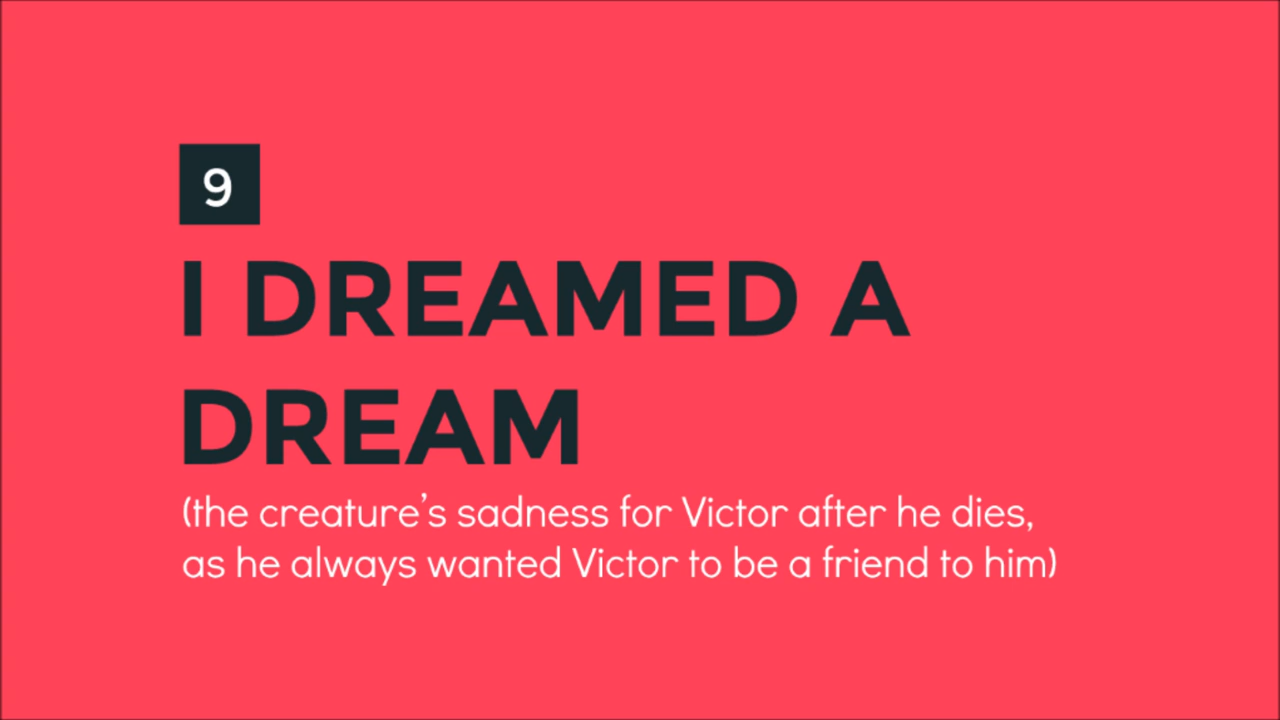 9
I DREAMED A
DREAM
(the creature’s sadness for Victor after he dies,
as he always wanted Victor to be a friend to him)